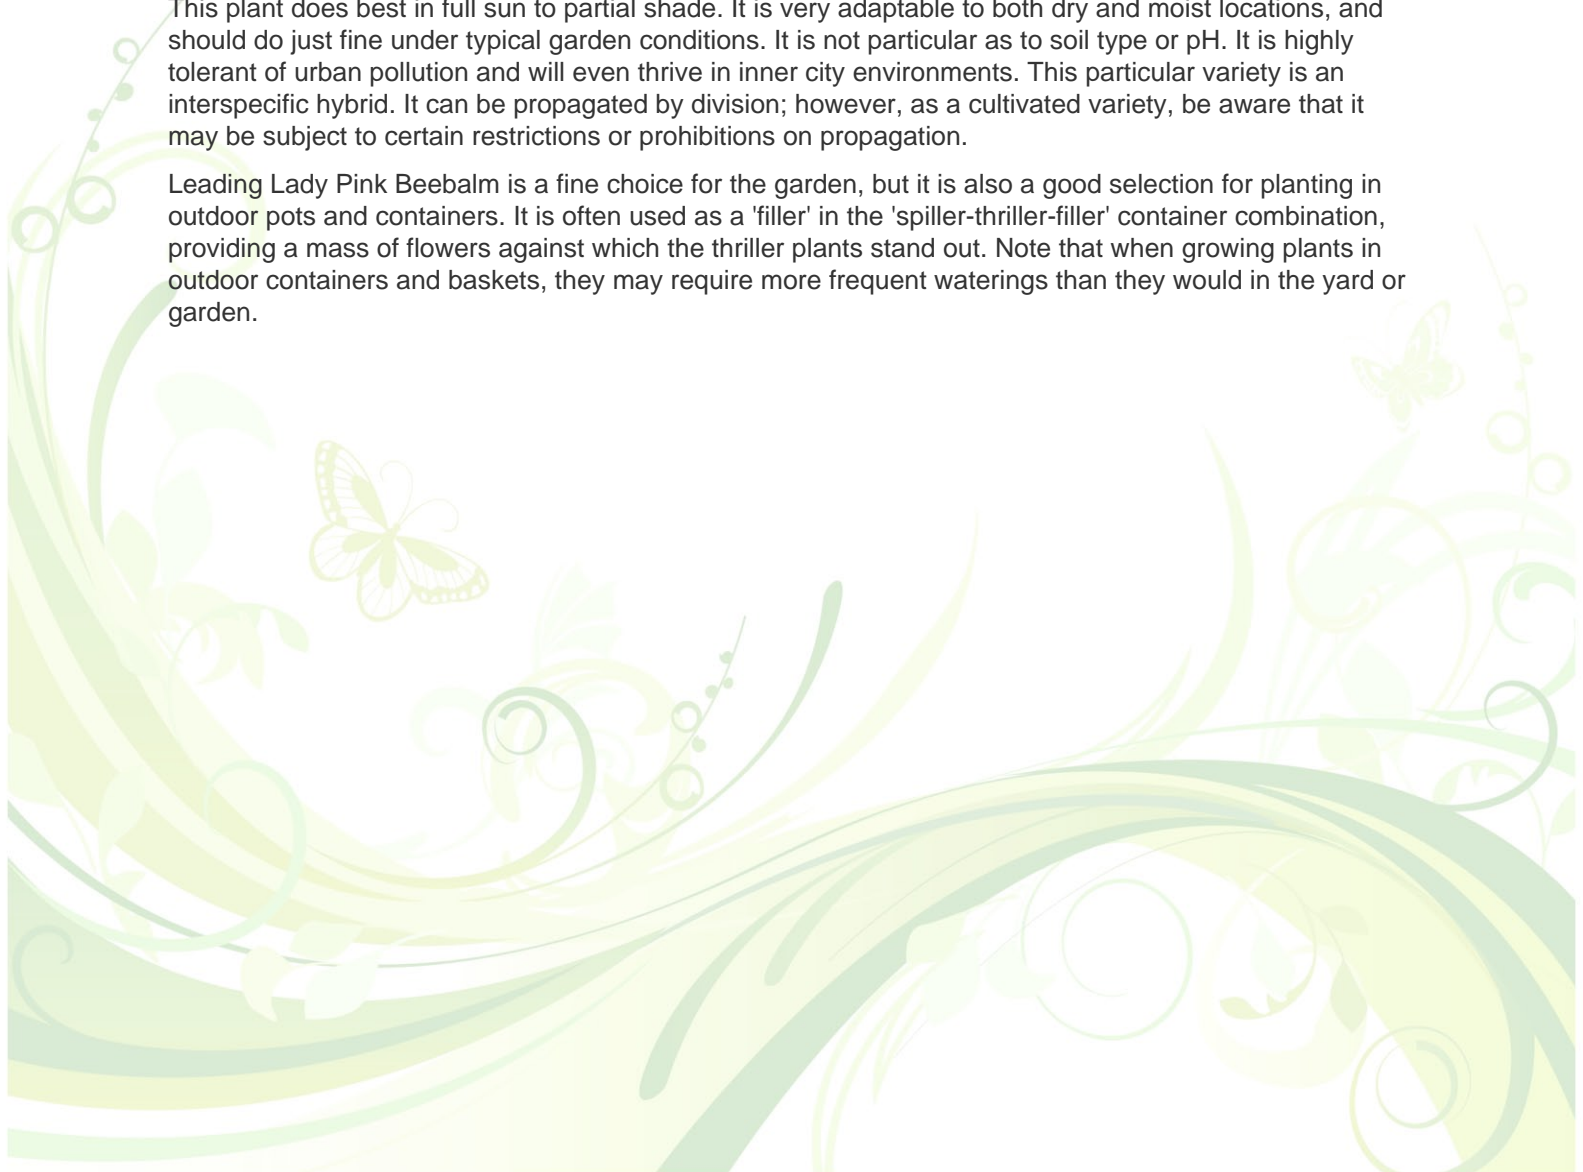 This plant does best in full sun to partial shade. It is very adaptable to both dry and moist locations, and
should do just fine under typical garden conditions. It is not particular as to soil type or pH. It is highly
tolerant of urban pollution and will even thrive in inner city environments. This particular variety is an
interspecific hybrid. It can be propagated by division; however, as a cultivated variety, be aware that it
may be subject to certain restrictions or prohibitions on propagation.
Leading Lady Pink Beebalm is a fine choice for the garden, but it is also a good selection for planting in
outdoor pots and containers. It is often used as a 'filler' in the 'spiller-thriller-filler' container combination,
providing a mass of flowers against which the thriller plants stand out. Note that when growing plants in
outdoor containers and baskets, they may require more frequent waterings than they would in the yard or
garden.